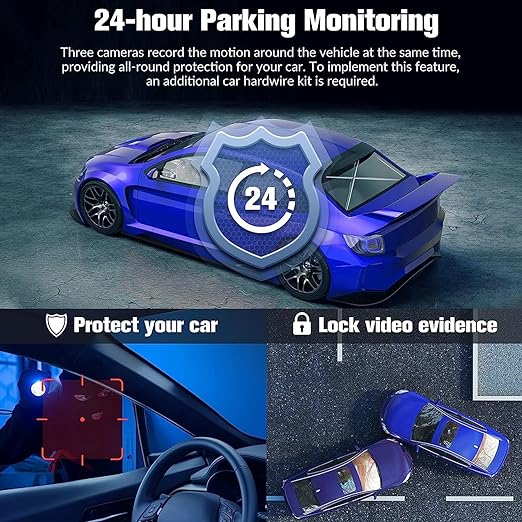 24-hour Parking Monitoring
Three cameras record the motion around the vehicle at the same time,
providing all-round protection for your car. To implement this feature,
an additional car hardwire kit is required.
24
Protect your car
Lock video evidence